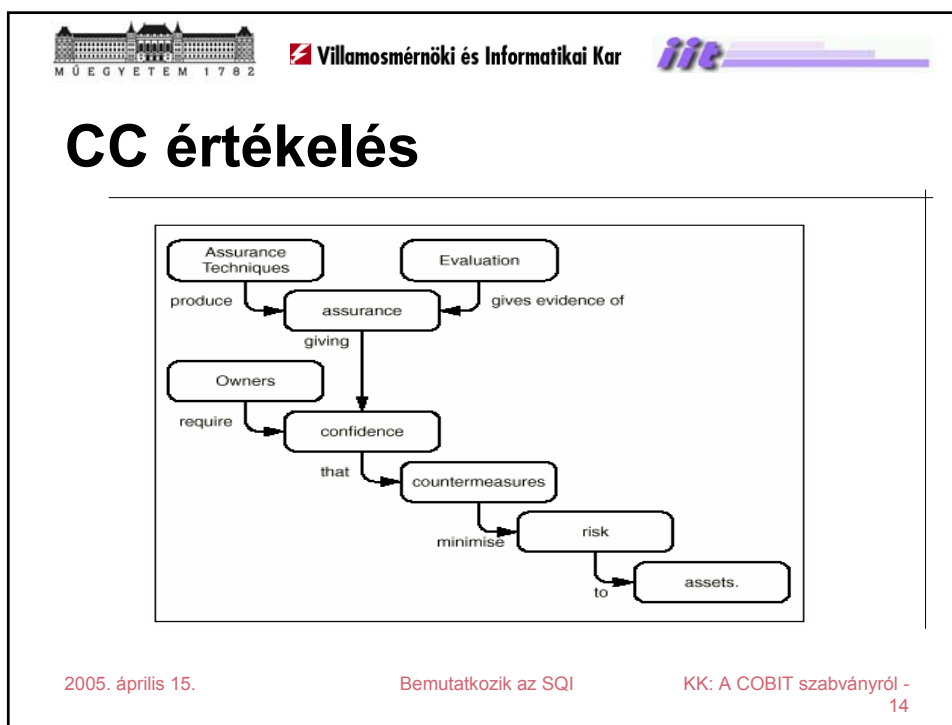 MŰEGYETEM 1782
Villamosmérnöki és Informatikai Kar
iit
CC értékelés
Assurance
Techniques
Evaluation
produce
gives evidence of
assurance
giving
Owners
require
confidence
that
countermeasures
minimise
risk
to
assets.
2005. április 15.
Bemutatkozik az SQI
KK: A COBIT szabványról -
14